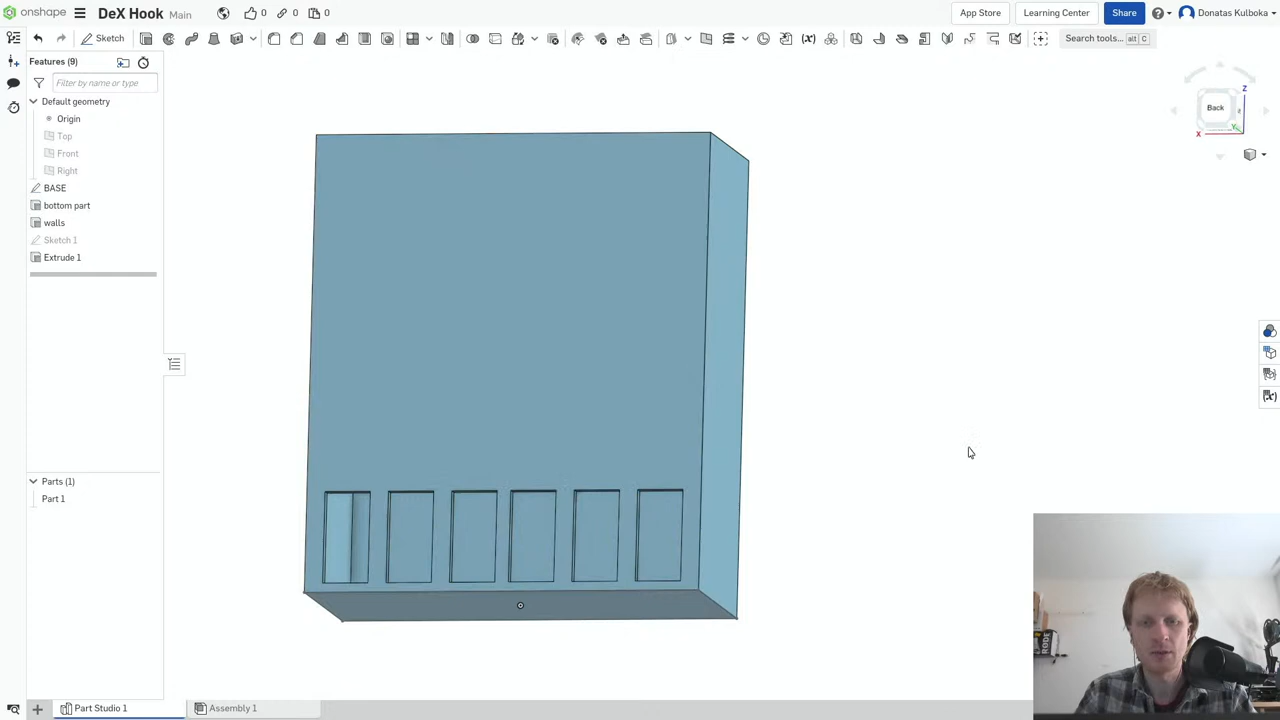 onshape
DeX Hook Main
0
0
0
App Store
Learning Center
Share
Donatas Kulboka
Sketch
Search tools... alt C
Features (9)
Filter by name or type
Default geometry
Origin
Top
Front
Right
BASE
bottom part
walls
Sketch 1
Extrude 1
Parts (1)
Part 1
Back
Z
X
Y
RØDE
Part Studio 1
Assembly 1